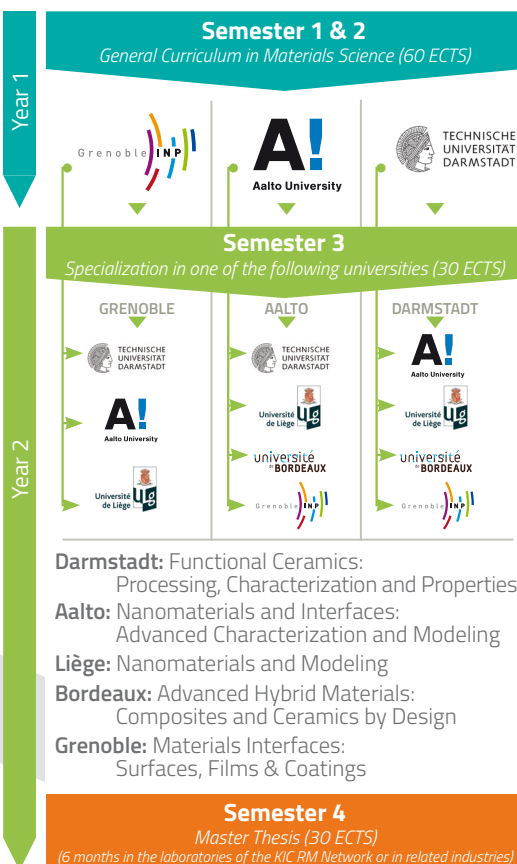 Year 1
Semester 1 & 2
General Curriculum in Materials Science (60 ECTS)
Grenoble INP
A!
Aalto University
TECHNISCHE
UNIVERSITÄT
DARMSTADT
Year 2
Semester 3
Specialization in one of the following universities (30 ECTS)
GRENOBLE
TECHNISCHE
UNIVERSITÄT
DARMSTADT
A!
Aalto University
Université
de Liège
ulg
AALTO
TECHNISCHE
UNIVERSITÄT
DARMSTADT
Université
de Liège
ulg
université
de BORDEAUX
Grenoble INP
DARMSTADT
A!
Aalto University
Université
de Liège
ulg
université
de BORDEAUX
Grenoble INP
Darmstadt: Functional Ceramics:
Processing, Characterization and Properties
Aalto: Nanomaterials and Interfaces:
Advanced Characterization and Modeling
Liège: Nanomaterials and Modeling
Bordeaux: Advanced Hybrid Materials:
Composites and Ceramics by Design
Grenoble: Materials Interfaces:
Surfaces, Films & Coatings
Semester 4
Master Thesis (30 ECTS)
(6 months in the laboratories of the KIC RM Network or in related industries)